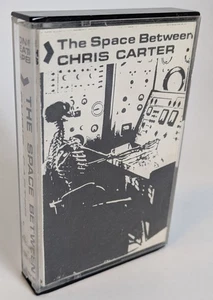 The Space Between
CHRIS CARTER
THE SPACE BETWEEN